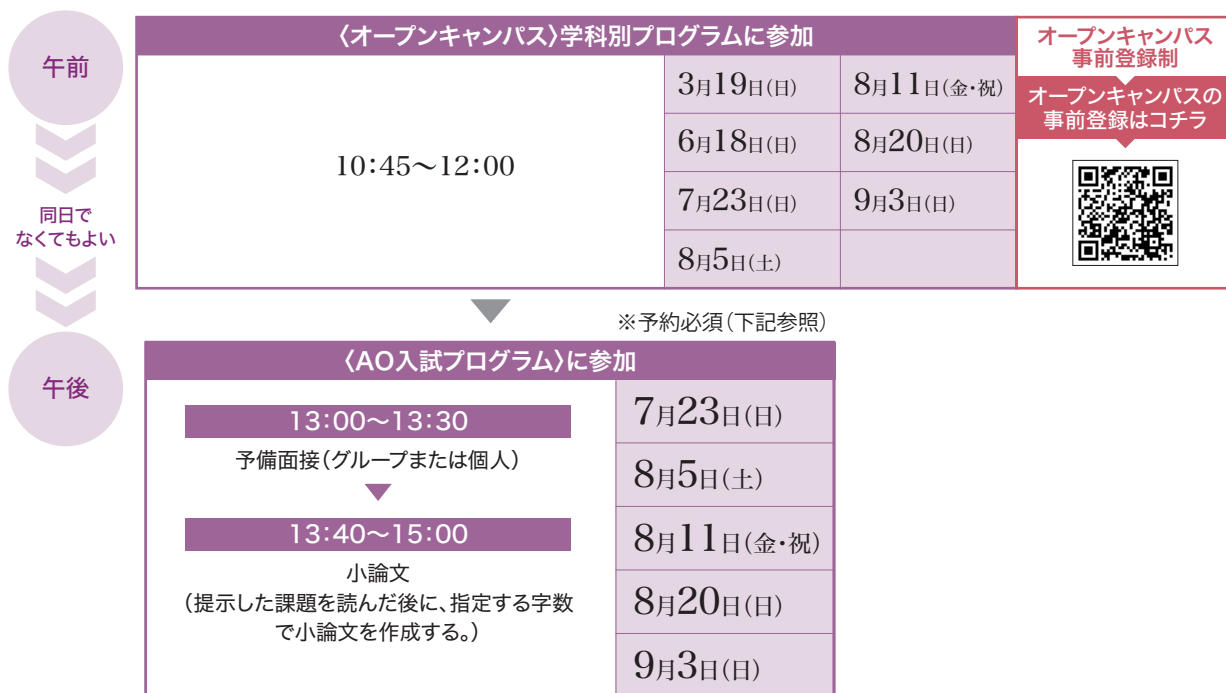 午前
同日で
なくてもよい
午後
〈オープンキャンパス〉学科別プログラムに参加
10:45〜12:00
3月19日(日)
8月11日(金・祝)
6月18日(日)
8月20日(日)
7月23日(日)
9月3日(日)
8月5日(土)
オープンキャンパス
事前登録制
オープンキャンパスの
事前登録はコチラ
※予約必須(下記参照)
〈AO入試プログラム〉に参加
13:00〜13:30
予備面接(グループまたは個人)
13:40〜15:00
小論文
(提示した課題を読んだ後に、指定する字数
で小論文を作成する。)
7月23日(日)
8月5日(土)
8月11日(金・祝)
8月20日(日)
9月3日(日)